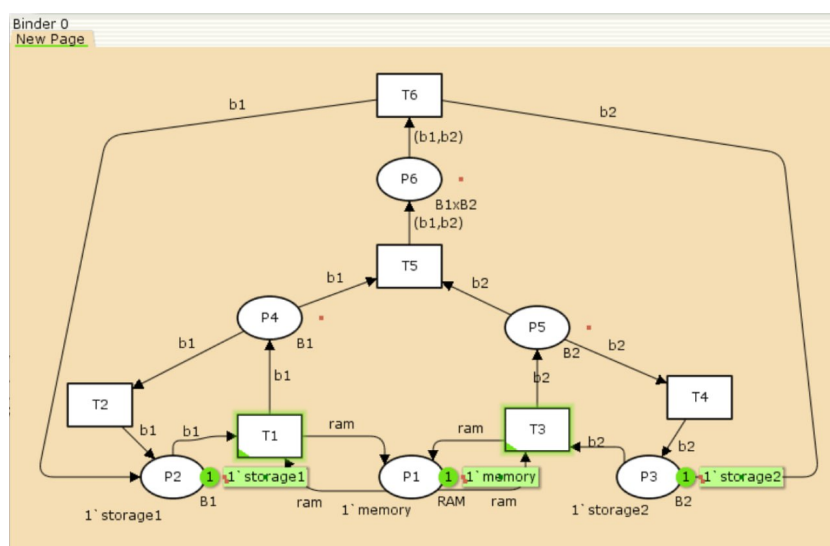 Binder 0
New Page
T6
b1
b2
(b1,b2)
P6
B1xB2
(b1,b2)
T5
b1
b2
P4
B1
P5
B2
b1
b2
b1
b2
T2
T4
b1
b1
T1
ram
ram
T3
b2
b2
P2
1
1`storage1
B1
1`storage1
P1
1
1`memory
RAM
1`memory
ram
ram
P3
1
1`storage2
B2
1`storage2